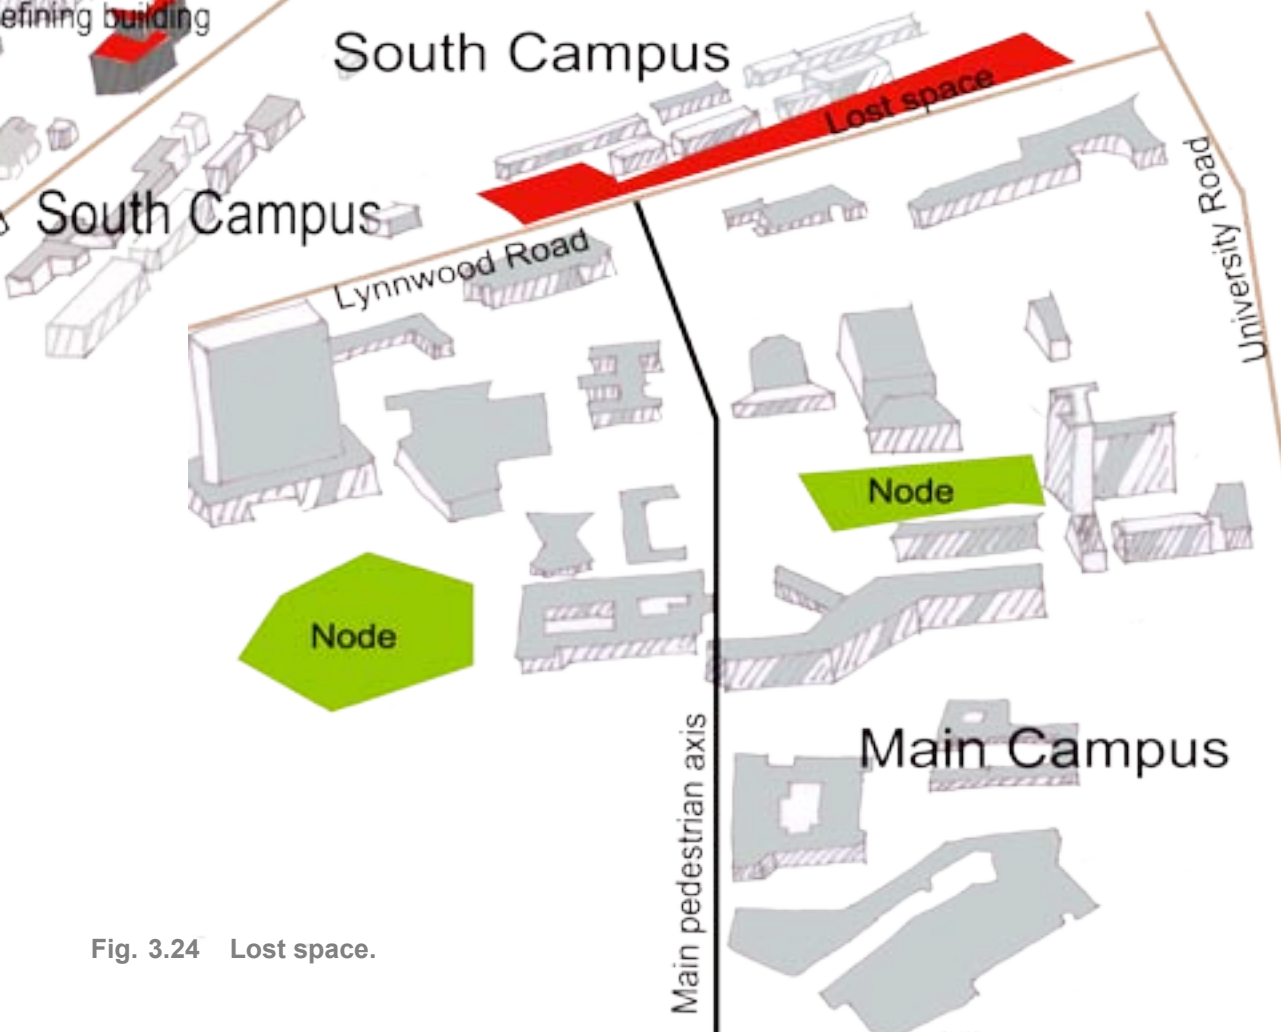 efining building
South Campus
Lost space
South Campus
University Road
Lynnwood Road
Node
Node
Main Campus
Main pedestrian axis
Fig. 3.24 Lost space.